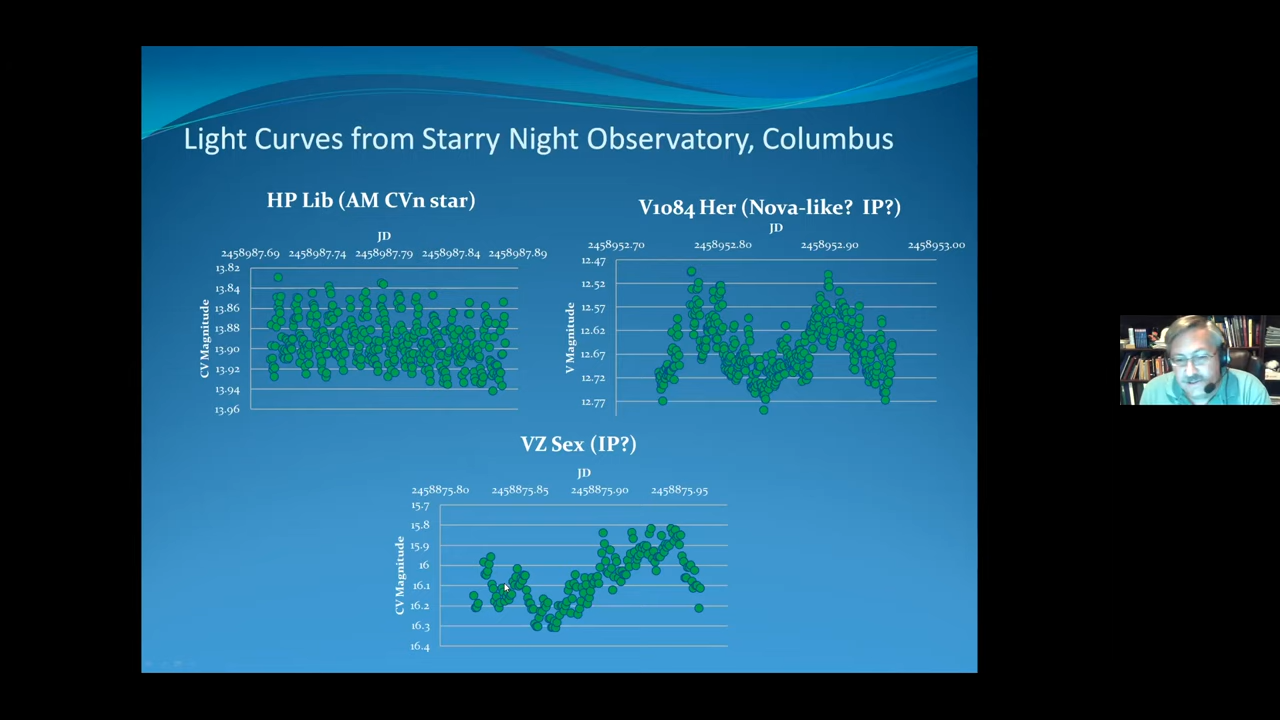 Light Curves from Starry Night Observatory, Columbus
HP Lib (AM CVn star)
JD
2458987.69 2458987.74 2458987.79 2458987.84 2458987.89
13.82
13.84
13.86
13.88
13.90
13.92
13.94
13.96
CV Magnitude
V1084 Her (Nova-like? IP?)
JD
2458952.70 2458952.80 2458952.90 2458953.00
12.47
12.52
12.57
12.62
12.67
12.72
12.77
V Magnitude
VZ Sex (IP?)
JD
2458875.80 2458875.85 2458875.90 2458875.95
15.7
15.8
15.9
16
16.1
16.2
16.3
16.4
CV Magnitude